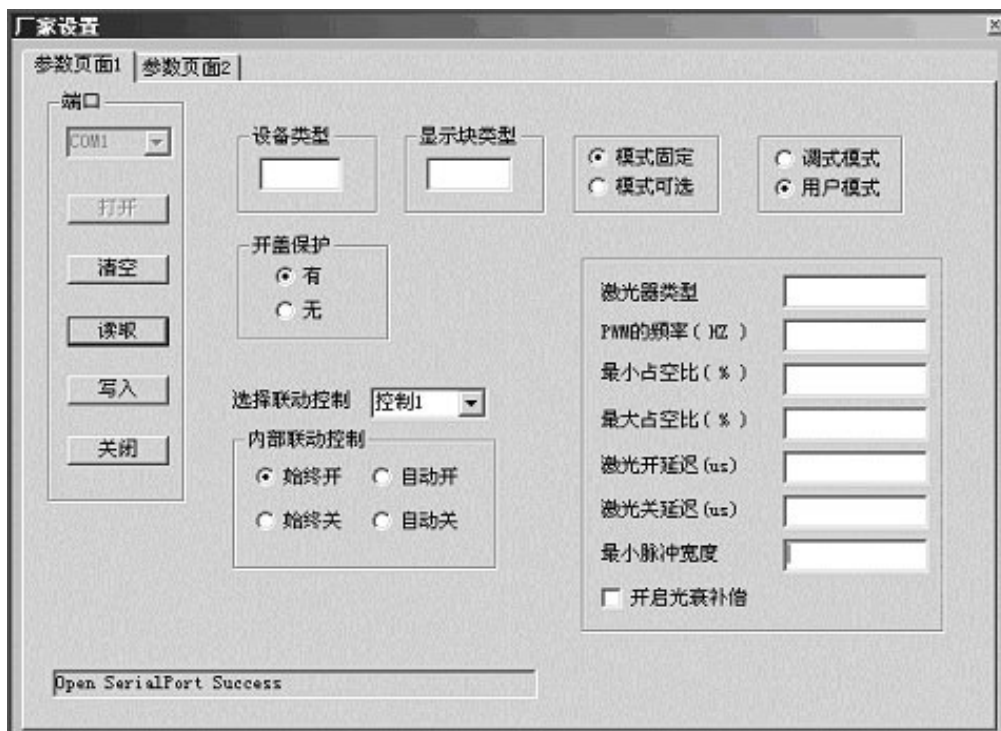 厂家设置
参数页面1 参数页面2
端口
COM1
打开
清空
读取
写入
关闭
设备类型
显示块类型
模式固定
模式可选
调式模式
用户模式
开盖保护
有
无
选择联动控制 控制1
内部联动控制
始终开 自动开
始终关 自动关
激光器类型
PWM的频率(HZ)
最小占空比(%)
最大占空比(%)
激光开延迟(us)
激光关延迟(us)
最小脉冲宽度
开启光衰补偿
Open SerialPort Success